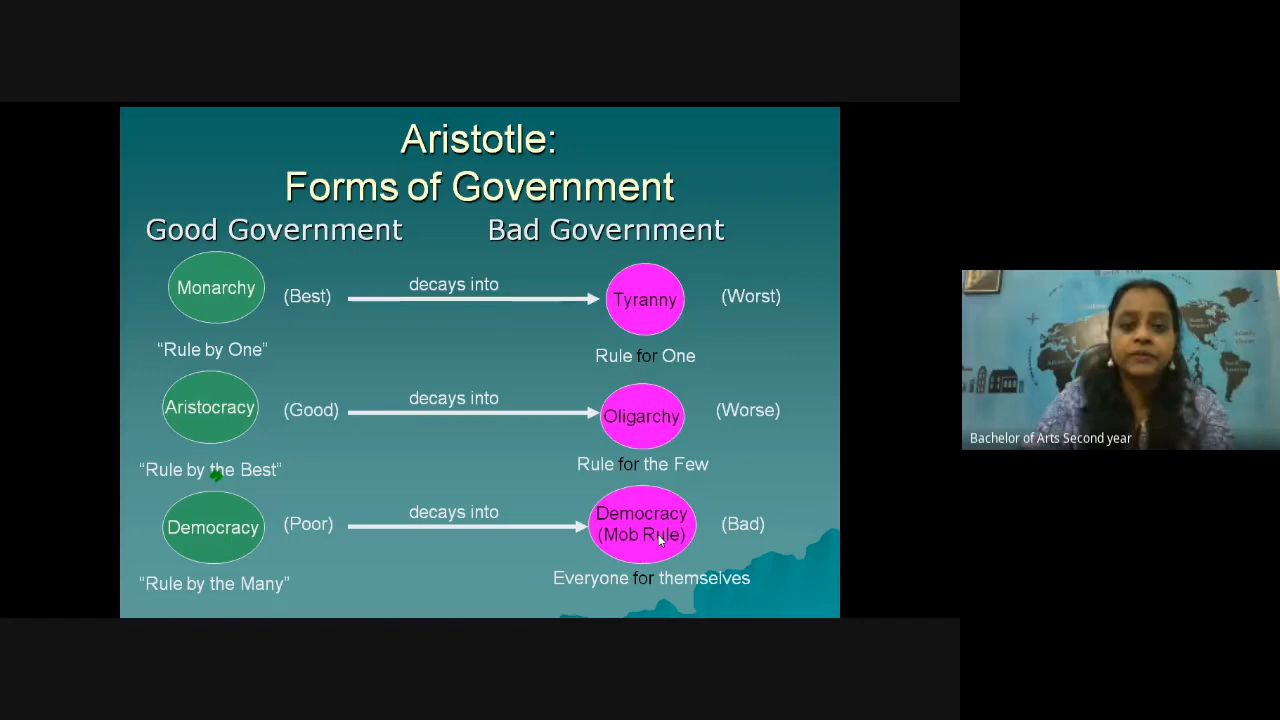 Aristotle:
Forms of Government
Good Government
Bad Government
Monarchy
(Best)
decays into
Tyranny
(Worst)
"Rule by One"
Rule for One
Aristocracy
(Good)
decays into
Oligarchy
(Worse)
"Rule by the Best"
Rule for the Few
Democracy
(Poor)
decays into
Democracy
(Mob Rule)
(Bad)
"Rule by the Many"
Everyone for themselves
Bachelor of Arts Second year